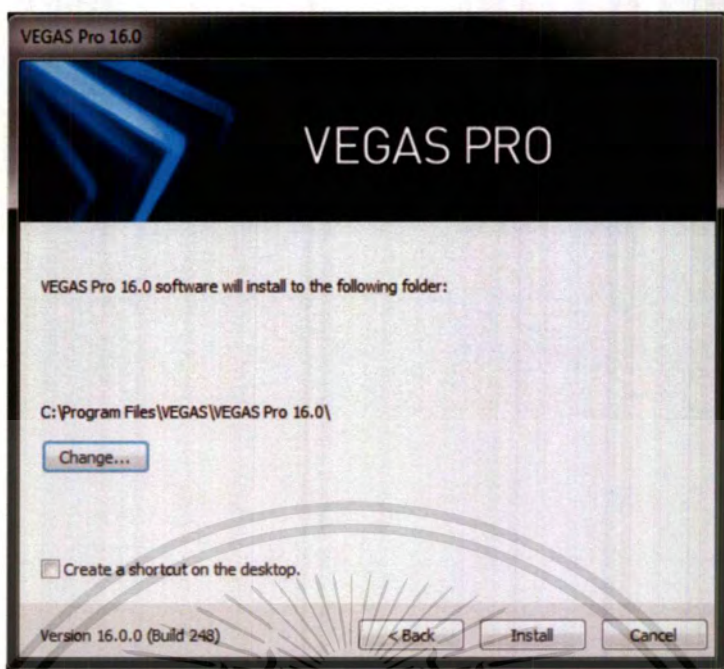 VEGAS Pro 16.0
VEGAS PRO
VEGAS Pro 16.0 software will install to the following folder:
C:\Program Files\VEGAS\VEGAS Pro 16.0\
Change...
Create a shortcut on the desktop.
Version 16.0.0 (Build 248)
< Back
Install
Cancel